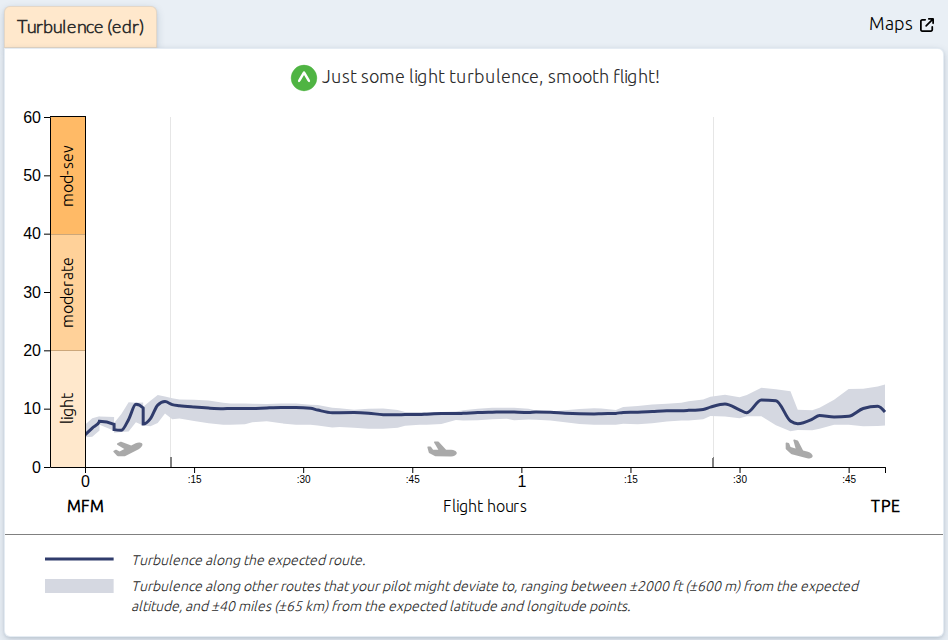 Turbulence (edr)
Maps
Just some light turbulence, smooth flight!
60
50
40
30
20
10
0
mod-sev
moderate
light
0
:15
:30
:45
1
:15
:30
:45
MFM
Flight hours
TPE
Turbulence along the expected route.
Turbulence along other routes that your pilot might deviate to, ranging between ±2000 ft (±600 m) from the expected
altitude, and ±40 miles (±65 km) from the expected latitude and longitude points.